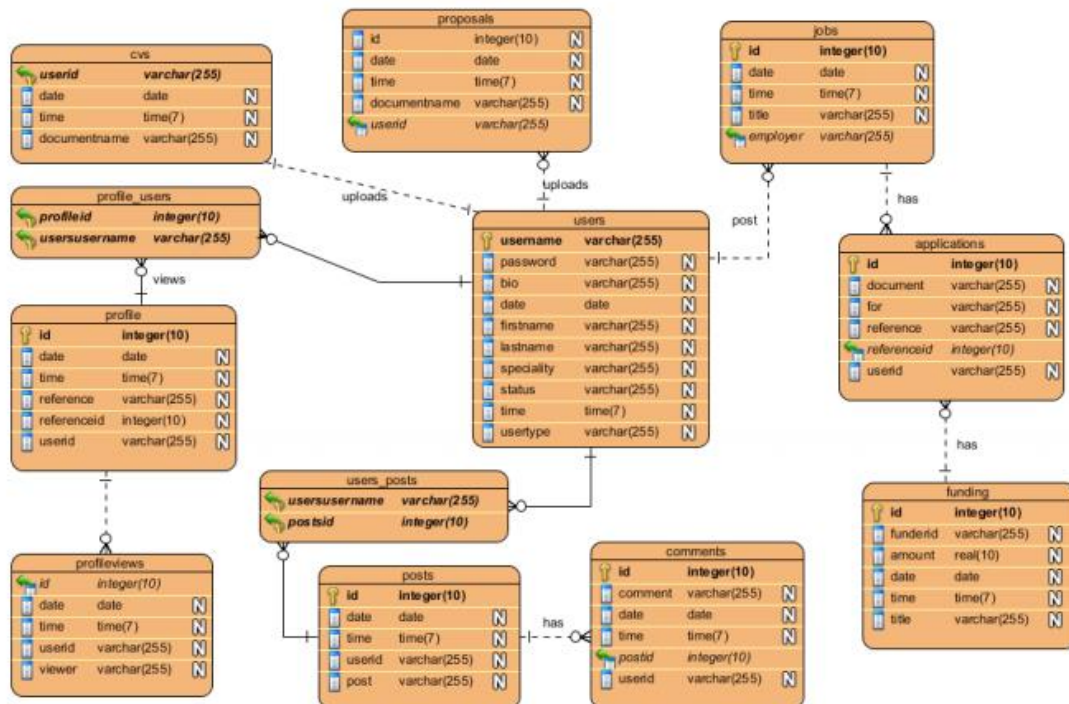 cvs
userid varchar(255)
date date N
time time(7) N
documentname varchar(255) N
proposals
id integer(10) N
date date N
time time(7) N
documentname varchar(255) N
userid varchar(255)
jobs
id integer(10)
date date N
time time(7) N
title varchar(255) N
employer varchar(255)
uploads
uploads
post
has
profile_users
profileid integer(10)
usersusername varchar(255)
views
users
username varchar(255)
password varchar(255) N
bio varchar(255) N
date date N
firstname varchar(255) N
lastname varchar(255) N
speciality varchar(255) N
status varchar(255) N
time time(7) N
usertype varchar(255) N
applications
id integer(10)
document varchar(255) N
for varchar(255) N
reference varchar(255) N
referenceid integer(10)
userid varchar(255) N
has
profile
id integer(10)
date date N
time time(7) N
reference varchar(255) N
referenceid integer(10) N
userid varchar(255) N
users_posts
usersusername varchar(255)
postsid integer(10)
funding
id integer(10)
funderid varchar(255) N
amount real(10) N
date date N
time time(7) N
title varchar(255) N
profileviews
id integer(10)
date date N
time time(7) N
userid varchar(255) N
viewer varchar(255) N
posts
id integer(10)
date date N
time time(7) N
userid varchar(255) N
post varchar(255) N
has
comments
id integer(10)
comment varchar(255) N
date date N
time time(7) N
postid integer(10)
userid varchar(255) N